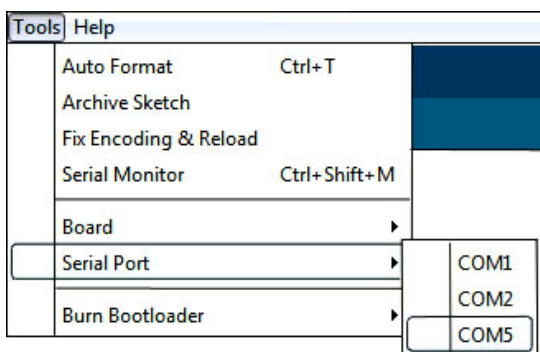 Tools Help
Auto Format Ctrl+T
Archive Sketch
Fix Encoding & Reload
Serial Monitor Ctrl+Shift+M
Board
Serial Port
Burn Bootloader
COM1
COM2
COM5